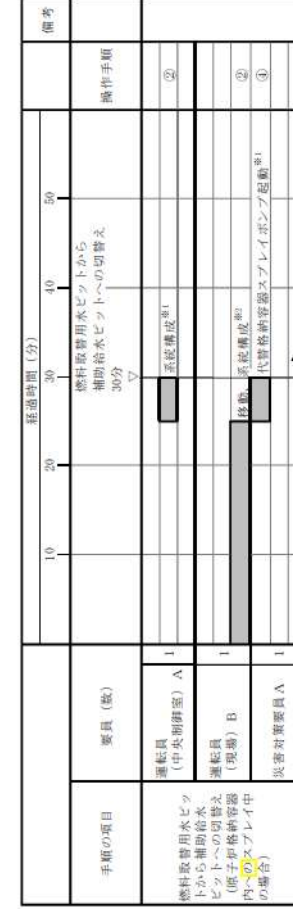 経過時間（分）
10
20
30
40
50
手順の項目
要員（数）
操作手順
備考
燃料取替用水ピットから
補助給水ピットへの切替え
30分
▽
燃料取替用水ピッ
トから補助給水
ピットへの切替え
（原子炉格納容器
内へのスプレイ中
の場合）
運転員
（中央制御室） A
1
系統構成※1
②
運転員
（現場） B
1
移動，系統構成※2
②
災害対策要員A
1
代替格納容器スプレイポンプ起動※1
④